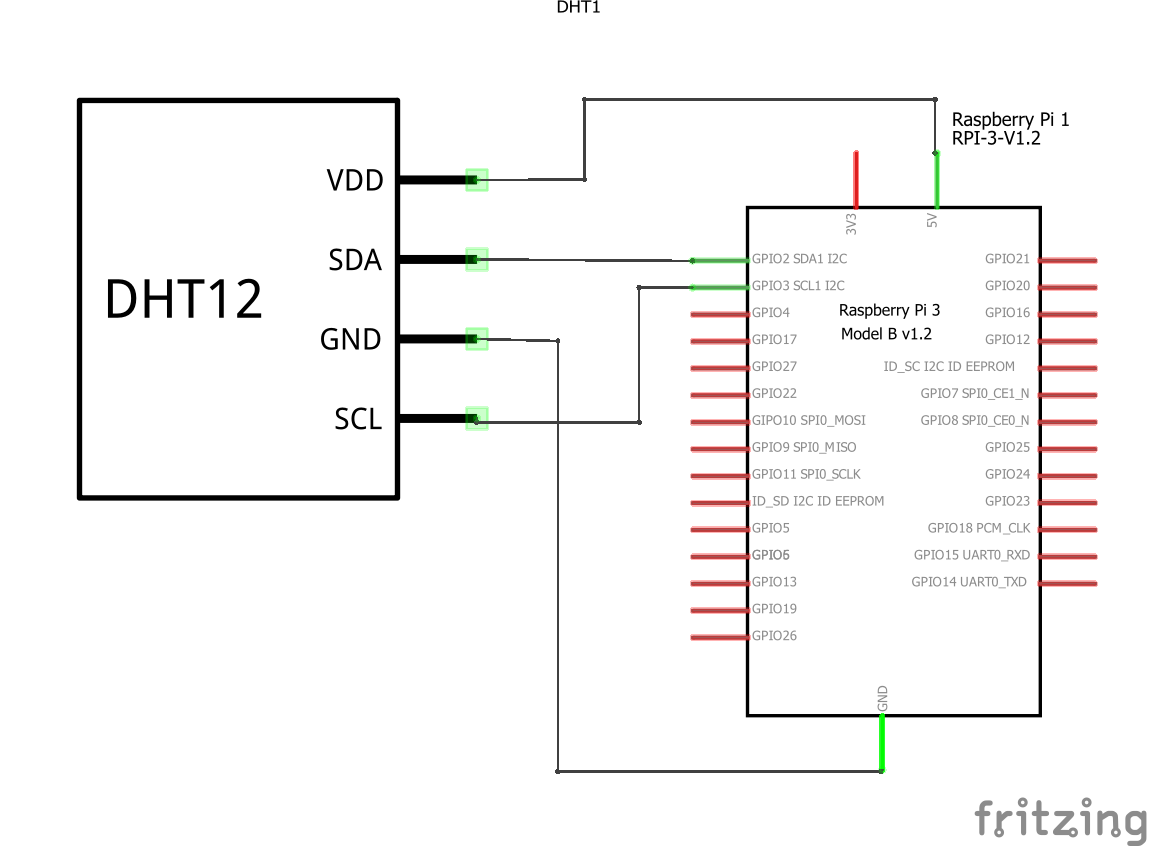 DHT1
Raspberry Pi 1
RPI-3-V1.2
DHT12
VDD
SDA
GND
SCL
3V3
5V
GPIO2 SDA1 I2C
GPIO3 SCL1 I2C
GPIO4
GPIO17
GPIO27
GPIO22
GIPO10 SPI0_MOSI
GPIO9 SPI0_MISO
GPIO11 SPI0_SCLK
ID_SD I2C ID EEPROM
GPIO5
GPIO6
GPIO13
GPIO19
GPIO26
Raspberry Pi 3
Model B v1.2
GPIO21
GPIO20
GPIO16
GPIO12
ID_SC I2C ID EEPROM
GPIO7 SPI0_CE1_N
GPIO8 SPI0_CE0_N
GPIO25
GPIO24
GPIO23
GPIO18 PCM_CLK
GPIO15 UART0_RXD
GPIO14 UART0_TXD
GND
fritzing